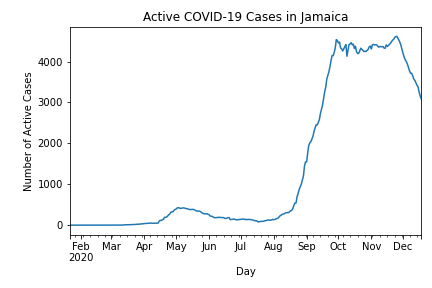 Active COVID-19 Cases in Jamaica
Number of Active Cases
4000
3000
2000
1000
0
Feb Mar Apr May Jun Jul Aug Sep Oct Nov Dec
2020
Day